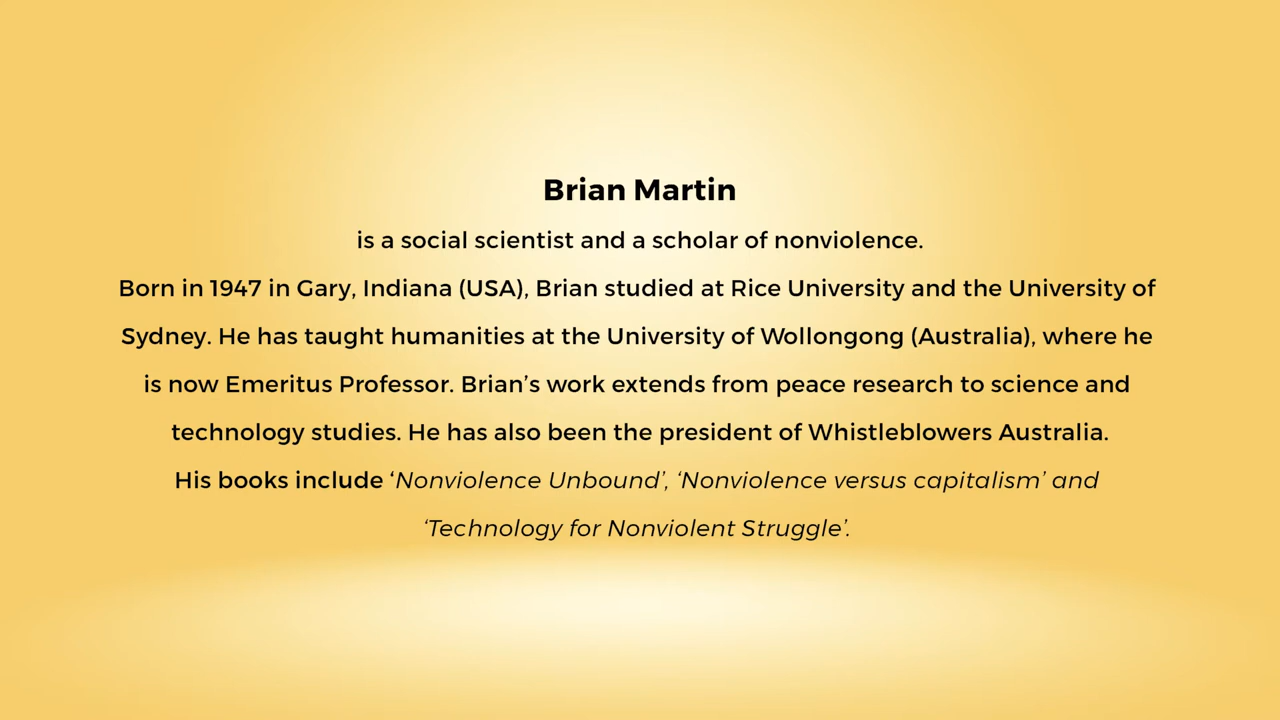 Brian Martin
is a social scientist and a scholar of nonviolence.
Born in 1947 in Gary, Indiana (USA), Brian studied at Rice University and the University of
Sydney. He has taught humanities at the University of Wollongong (Australia), where he
is now Emeritus Professor. Brian’s work extends from peace research to science and
technology studies. He has also been the president of Whistleblowers Australia.
His books include ‘Nonviolence Unbound’, ‘Nonviolence versus capitalism’ and
‘Technology for Nonviolent Struggle’.